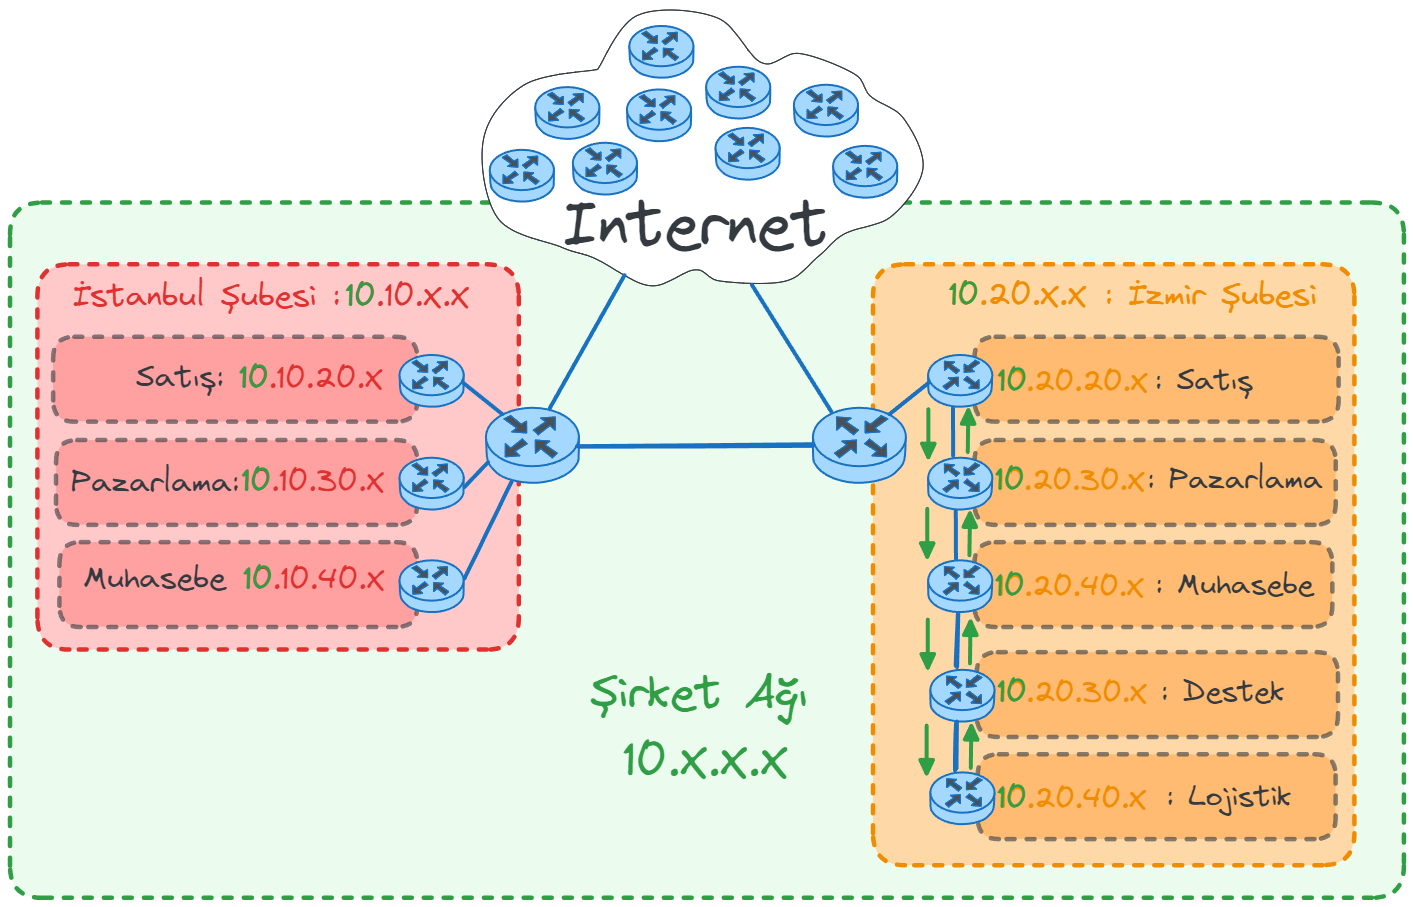 Internet
İstanbul Şubesi :10.10.x.x
Satış: 10.10.20.x
Pazarlama:10.10.30.x
Muhasebe 10.10.40.x
10.20.x.x : İzmir Şubesi
10.20.20.x : Satış
10.20.30.x : Pazarlama
10.20.40.x : Muhasebe
10.20.30.x : Destek
10.20.40.x : Lojistik
Şirket Ağı
10.x.x.x